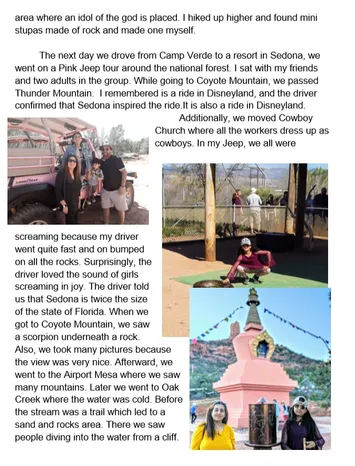 area where an idol of the god is placed. I hiked up higher and found mini
stupas made of rock and made one myself.
The next day we drove from Camp Verde to a resort in Sedona, we
went on a Pink Jeep tour around the national forest. I sat with my friends
and two adults in the group. While going to Coyote Mountain, we passed
Thunder Mountain. I remembered is a ride in Disneyland, and the driver
confirmed that Sedona inspired the ride.It is also a ride in Disneyland.
Additionally, we moved Cowboy
Church where all the workers dress up as
cowboys. In my Jeep, we all were
screaming because my driver
went quite fast and on bumped
on all the rocks. Surprisingly, the
driver loved the sound of girls
screaming in joy. The driver told
us that Sedona is twice the size
of the state of Florida. When we
got to Coyote Mountain, we saw
a scorpion underneath a rock.
Also, we took many pictures because
the view was very nice. Afterward, we
went to the Airport Mesa where we saw
many mountains. Later we went to Oak
Creek where the water was cold. Before
the stream was a trail which led to a
sand and rocks area. There we saw
people diving into the water from a cliff.